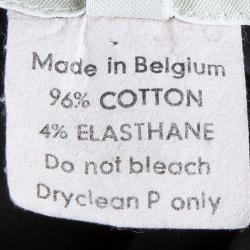 Made in Belgium
96% COTTON
4% ELASTHANE
Do not bleach
Dryclean P only